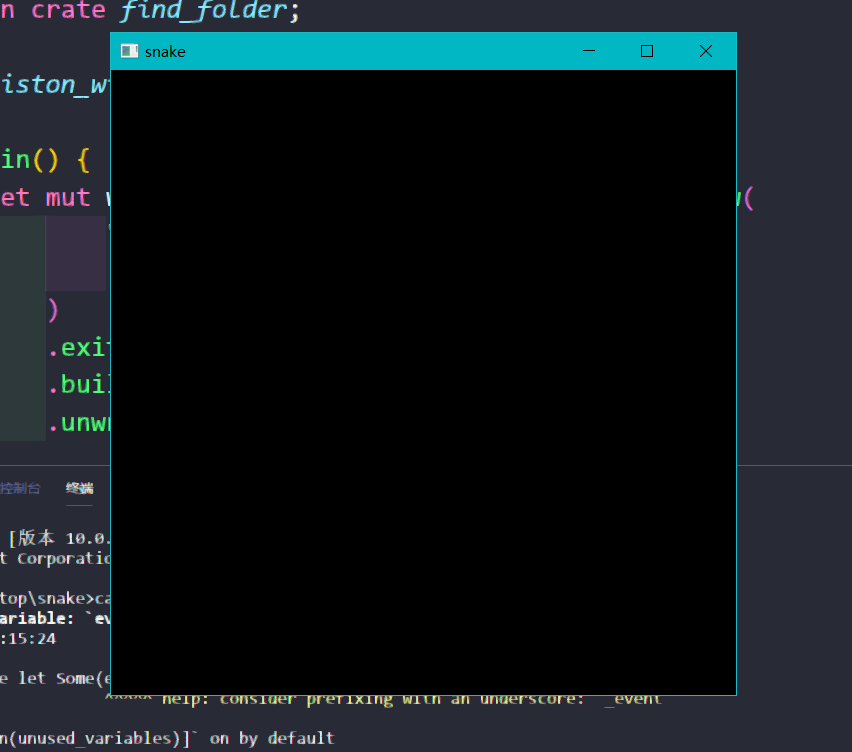 n crate find_folder;
snake
iston_w
in() {
et mut w
(
)
.exit
.buil
.unw
控制台 终端
[版本 10.0.
t Corporatio
top\snake>ca
ariable: `ev
:15:24
e let Some(e
^^^^^ help: consider prefixing with an underscore: `_event`
n(unused_variables)]` on by default